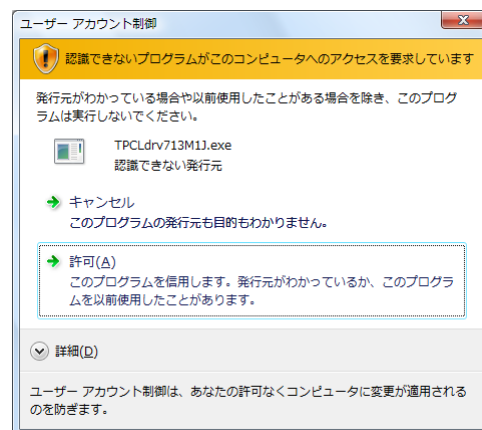 ユーザー アカウント制御
認識できないプログラムがこのコンピュータへのアクセスを要求しています
発行元がわかっている場合や以前使用したことがある場合を除き、このプログ
ラムは実行しないでください。
TPCLdrv713M1J.exe
認識できない発行元
キャンセル
このプログラムの発行元も目的もわかりません。
許可(A)
このプログラムを信用します。発行元がわかっているか、このプログラ
ムを以前使用したことがあります。
詳細(D)
ユーザー アカウント制御は、あなたの許可なくコンピュータに変更が適用される
のを防ぎます。